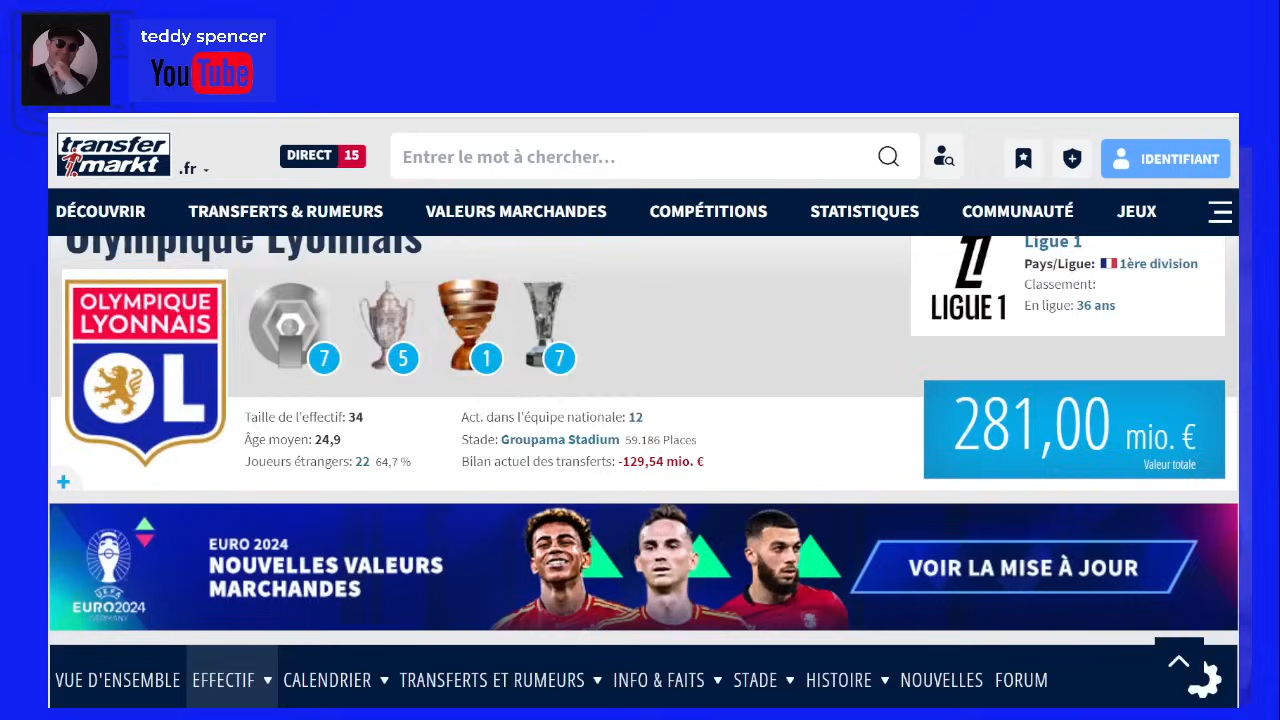 teddy spencer
YouTube
transfer
markt
.fr
DIRECT 15
Entrer le mot à chercher...
IDENTIFIANT
DÉCOUVRIR TRANSFERTS & RUMEURS VALEURS MARCHANDES COMPÉTITIONS STATISTIQUES COMMUNAUTÉ JEUX
Olympique Lyonnais
OLYMPIQUE
LYONNAIS
OL
7 5 1 7
LIGUE 1
Ligue 1
Pays/Ligue: 1ère division
Classement:
En ligue: 36 ans
Taille de l'effectif: 34
Âge moyen: 24,9
Joueurs étrangers: 22 64,7 %
Act. dans l'équipe nationale: 12
Stade: Groupama Stadium 59.186 Places
Bilan actuel des transferts: -129,54 mio. €
281,00 mio. €
Valeur totale
UEFA
EURO2024
GERMANY
EURO 2024
NOUVELLES VALEURS
MARCHANDES
VOIR LA MISE À JOUR
VUE D'ENSEMBLE EFFECTIF CALENDRIER TRANSFERTS ET RUMEURS INFO & FAITS STADE HISTOIRE NOUVELLES FORUM